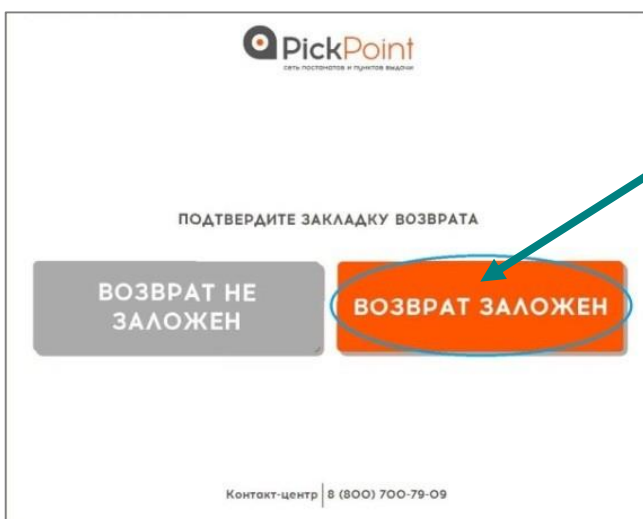 PickPoint
сеть постаматов и пунктов выдачи
ПОДТВЕРДИТЕ ЗАКЛАДКУ ВОЗВРАТА
ВОЗВРАТ НЕ
ЗАЛОЖЕН
ВОЗВРАТ ЗАЛОЖЕН
Контакт-центр 8 (800) 700-79-09